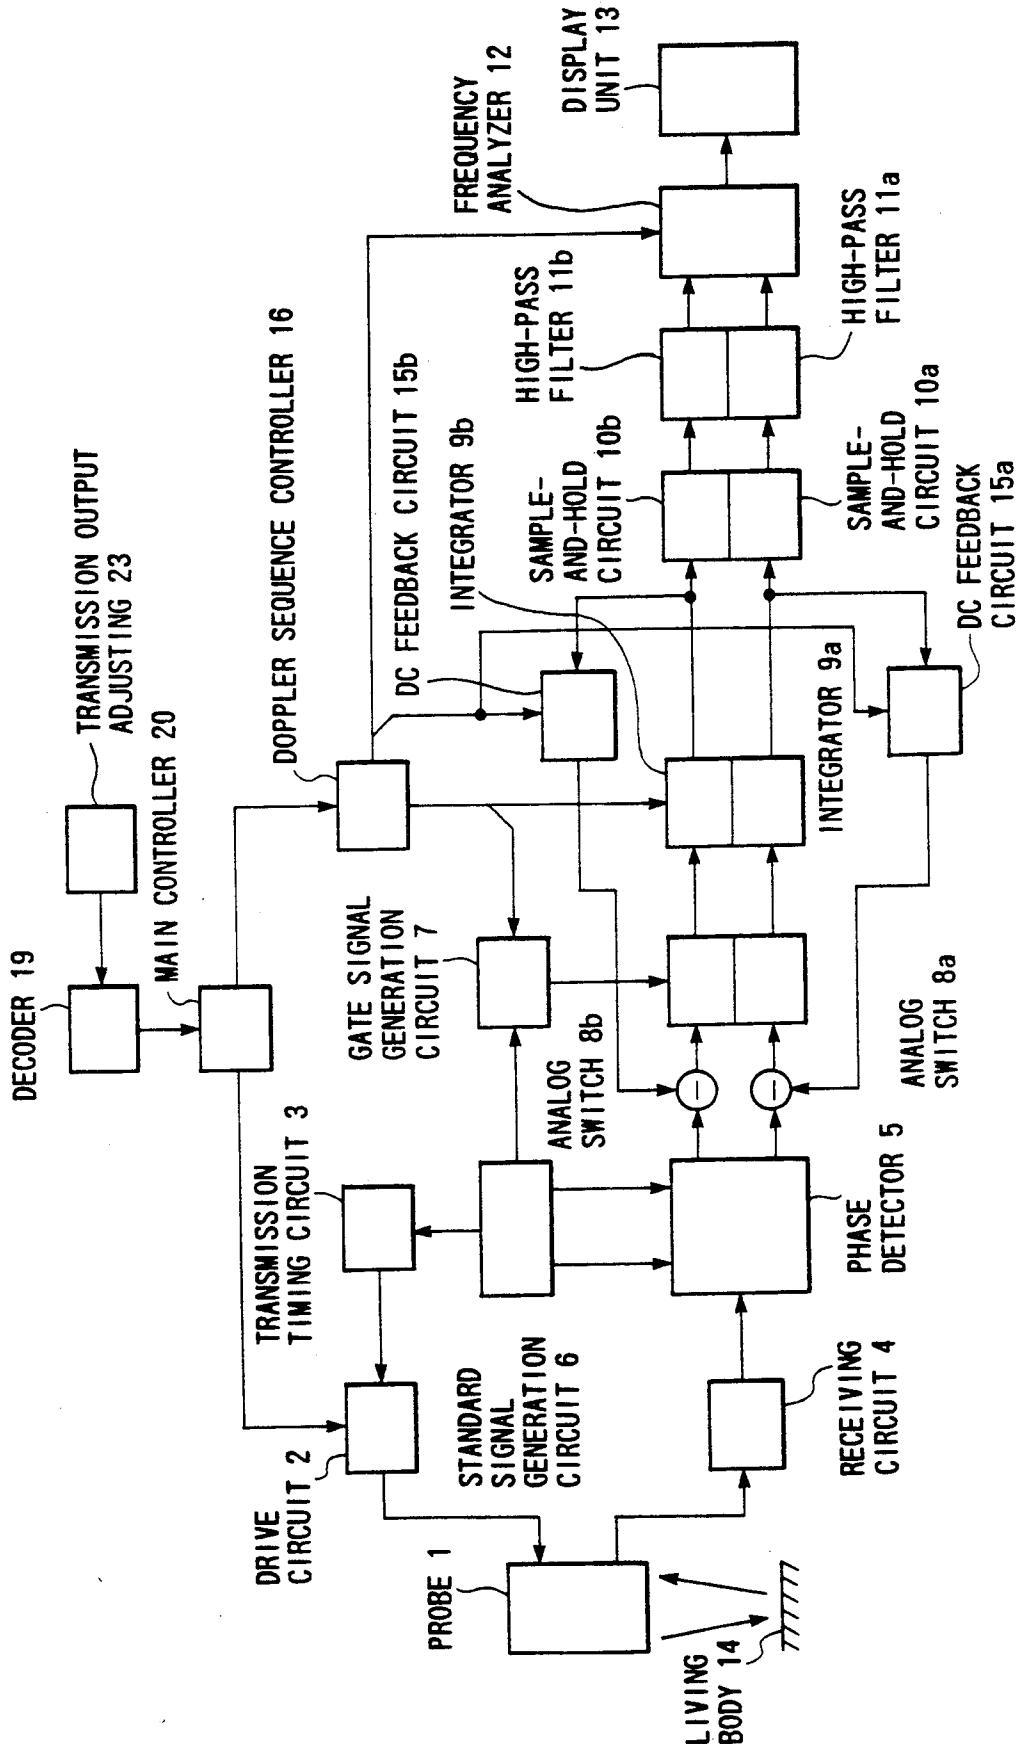 TRANSMISSION OUTPUT
ADJUSTING 23
DECODER 19
MAIN CONTROLLER 20
DOPPLER SEQUENCE CONTROLLER 16
DC FEEDBACK CIRCUIT 15b
INTEGRATOR 9b
FREQUENCY
ANALYZER 12
DISPLAY
UNIT 13
HIGH-PASS
FILTER 11b
SAMPLE-
AND-HOLD
CIRCUIT 10b
GATE SIGNAL
GENERATION
CIRCUIT 7
TRANSMISSION
TIMING CIRCUIT 3
DRIVE
CIRCUIT 2
STANDARD
SIGNAL
GENERATION
CIRCUIT 6
ANALOG
SWITCH 8b
PROBE 1
LIVING
BODY 14
RECEIVING
CIRCUIT 4
PHASE
DETECTOR 5
ANALOG
SWITCH 8a
INTEGRATOR 9a
DC FEEDBACK
CIRCUIT 15a
SAMPLE-
AND-HOLD
CIRCUIT 10a
HIGH-PASS
FILTER 11a